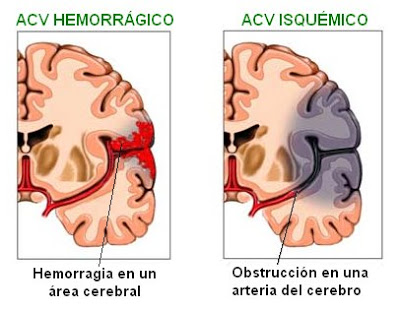 ACV HEMORRÁGICO
ACV ISQUÉMICO
Hemorragia en un
área cerebral
Obstrucción en una
arteria del cerebro